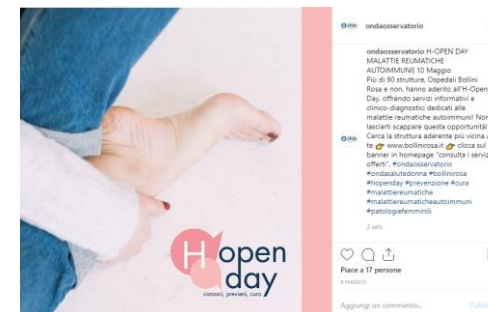 H open
day
conosci, previeni, cura
ondaosservatorio
ondaosservatorio H-OPEN DAY
MALATTIE REUMATICHE
AUTOIMMUNI| 10 Maggio
Più di 90 strutture, Ospedali Bollini
Rosa e non, hanno aderito all'H-Open
Day, offrendo servizi informativi e
clinico-diagnostici dedicati alle
malattie reumatiche autoimmuni! Non
lasciarti scappare questa opportunità!
Cerca la struttura aderente più vicina a
te 👉 www.bollinirosa.it 👉 clicca sul
banner in homepage "consulta i servizi
offerti". #ondaosservatorio
#ondasalutedonna #bollinirosa
#hopenday #prevenzione #cura
#malattiereumatiche
#malattiereumaticheautoimmuni
#patologiefemminili
2 sett.
Piace a 17 persone
8 MAGGIO
Aggiungi un commento...